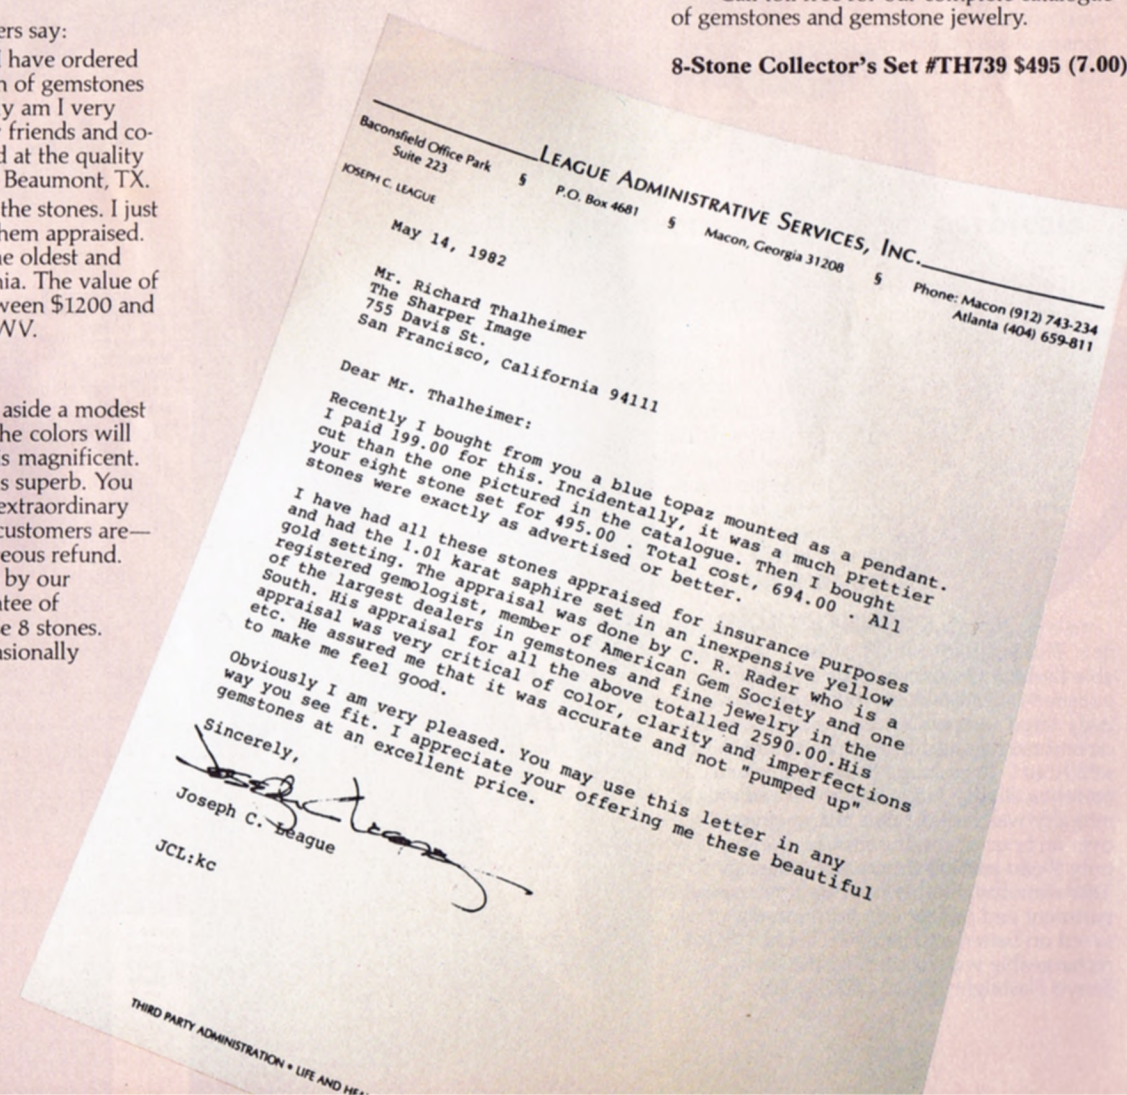 ers say:
I have ordered
n of gemstones
y am I very
friends and co-
d at the quality
Beaumont, TX.
the stones. I just
hem appraised.
e oldest and
nia. The value of
ween $1200 and
WV.
aside a modest
he colors will
s magnificent.
s superb. You
extraordinary
customers are—
eous refund.
by our
ntee of
e 8 stones.
asionally
of gemstones and gemstone jewelry.
8-Stone Collector's Set #TH739 $495 (7.00)
LEAGUE ADMINISTRATIVE SERVICES, INC.
Baconsfield Office Park
Suite 223
§ P.O. Box 4681 § Macon, Georgia 31208 § Phone: Macon (912) 743-234
Atlanta (404) 659-811
JOSEPH C. LEAGUE
May 14, 1982
Mr. Richard Thalheimer
The Sharper Image
755 Davis St.
San Francisco, California 94111
Dear Mr. Thalheimer:
Recently I bought from you a blue topaz mounted as a pendant.
I paid 199.00 for this. Incidentally, it was a much prettier
cut than the one pictured in the catalogue. Then I bought
your eight stone set for 495.00 . Total cost, 694.00 . All
stones were exactly as advertised or better.
I have had all these stones appraised for insurance purposes
and had the 1.01 karat saphire set in an inexpensive yellow
gold setting. The appraisal was done by C. R. Rader who is a
registered gemologist, member of American Gem Society and one
of the largest dealers in gemstones and fine jewelry in the
South. His appraisal for all the above totalled 2590.00.His
appraisal was very critical of color, clarity and imperfections
etc. He assured me that it was accurate and not "pumped up"
to make me feel good.
Obviously I am very pleased. You may use this letter in any
way you see fit. I appreciate your offering me these beautiful
gemstones at an excellent price.
Sincerely,
Joseph C. League
JCL:kc
THIRD PARTY ADMINISTRATION • LIFE AND